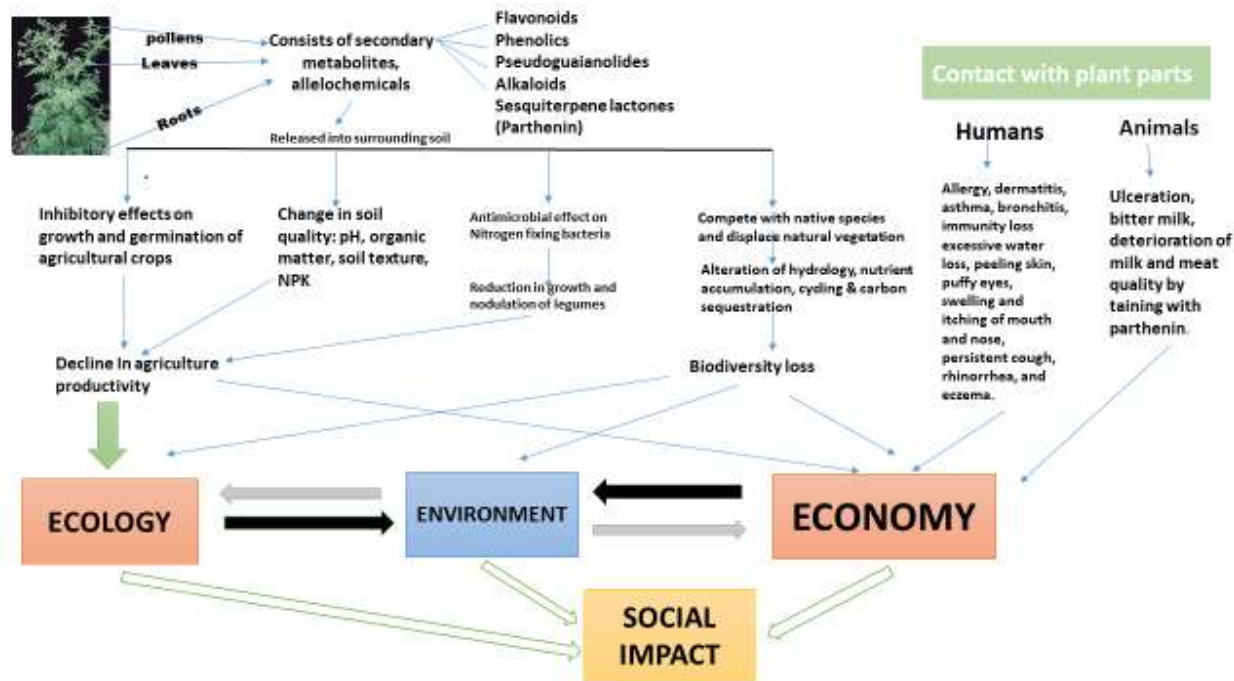 pollens
Leaves
Roots
Consists of secondary
metabolites,
allelochemicals
Flavonoids
Phenolics
Pseudoguaianolides
Alkaloids
Sesquiterpene lactones
(Parthenin)
Released into surrounding soil
Contact with plant parts
Humans
Animals
Inhibitory effects on
growth and germination of
agricultural crops
Change in soil
quality: pH, organic
matter, soil texture,
NPK
Antimicrobial effect on
Nitrogen fixing bacteria
Reduction in growth and
nodulation of legumes
Compete with native species
and displace natural vegetation
Alteration of hydrology, nutrient
accumulation, cycling & carbon
sequestration
Allergy, dermatitis,
asthma, bronchitis,
immunity loss
excessive water
loss, peeling skin,
puffy eyes,
swelling and
itching of mouth
and nose,
persistent cough,
rhinorrhea, and
eczema.
Ulceration,
bitter milk,
deterioration of
milk and meat
quality by
taining with
parthenin.
Decline In agriculture
productivity
Biodiversity loss
ECOLOGY
ENVIRONMENT
ECONOMY
SOCIAL
IMPACT